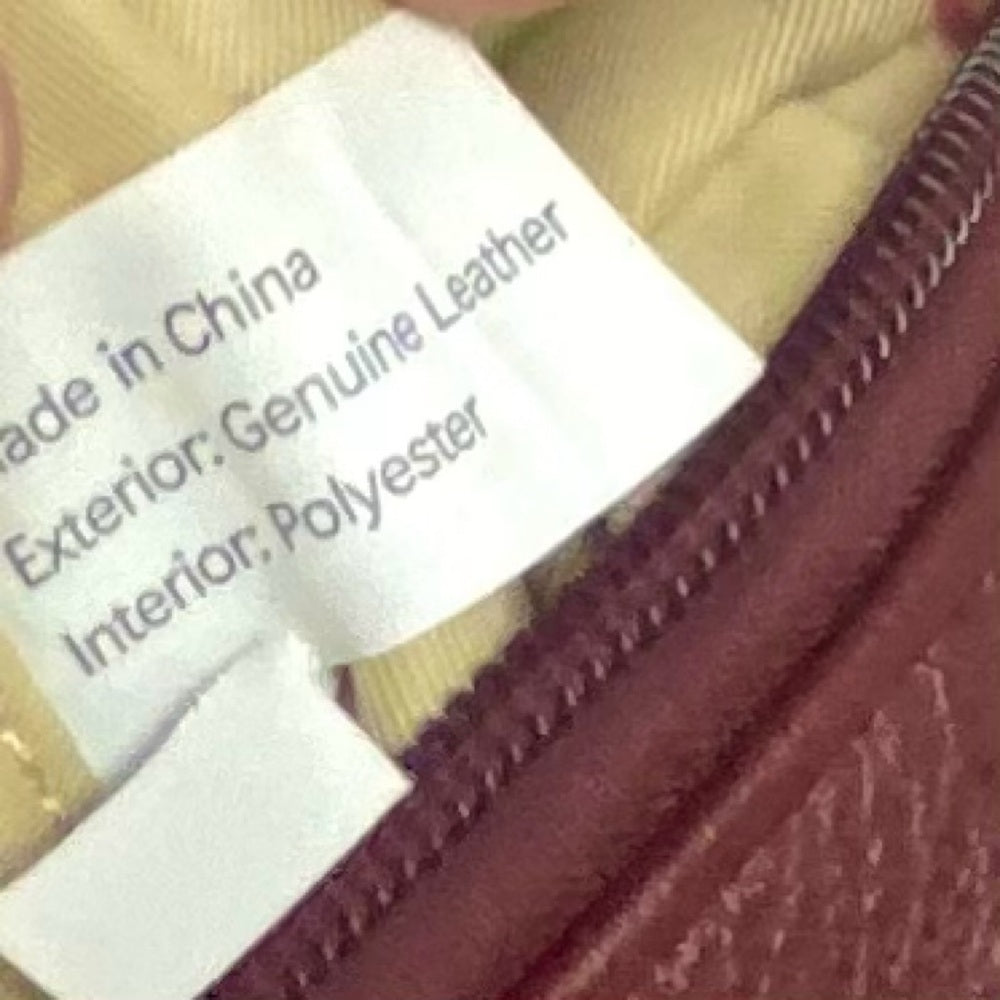 ade in China
Exterior: Genuine Leather
Interior: Polyester